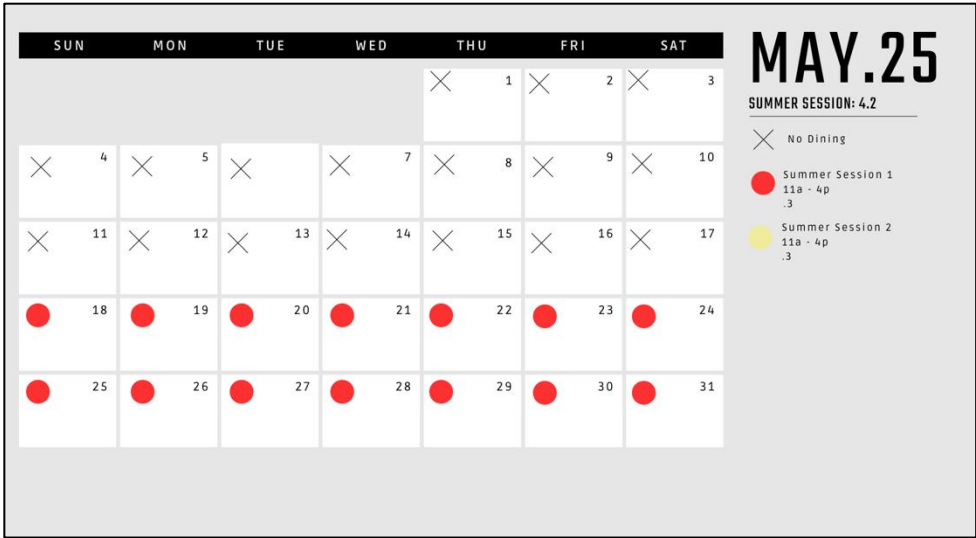 MAY.25
SUMMER SESSION: 4.2
No Dining
Summer Session 1
11a - 4p
.3
Summer Session 2
11a - 4p
.3
SUN MON TUE WED THU FRI SAT
1 2 3
4 5 7 8 9 10
11 12 13 14 15 16 17
18 19 20 21 22 23 24
25 26 27 28 29 30 31